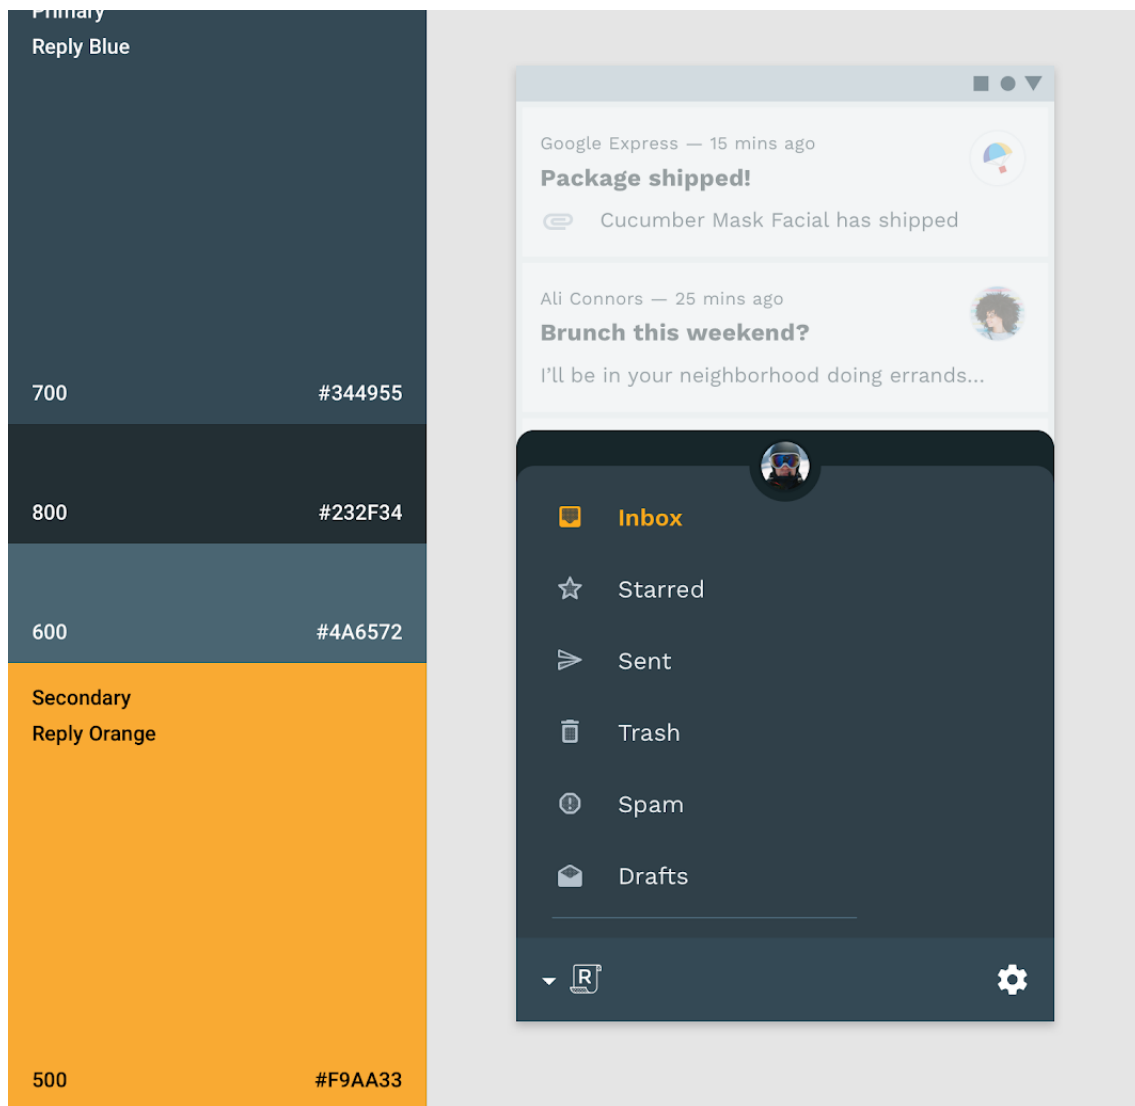 Primary
Reply Blue
700 #344955
800 #232F34
600 #4A6572
Secondary
Reply Orange
500 #F9AA33
Google Express — 15 mins ago
Package shipped!
Cucumber Mask Facial has shipped
Ali Connors — 25 mins ago
Brunch this weekend?
I'll be in your neighborhood doing errands...
Inbox
Starred
Sent
Trash
Spam
Drafts
R